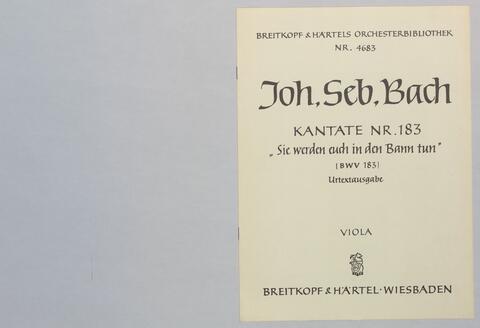 BREITKOPF & HÄRTELS ORCHESTERBIBLIOTHEK
NR. 4683
Joh. Seb. Bach
KANTATE NR. 183
„Sie werden euch in den Bann tun"
(BWV 183)
Urtextausgabe
VIOLA
BREITKOPF & HÄRTEL · WIESBADEN